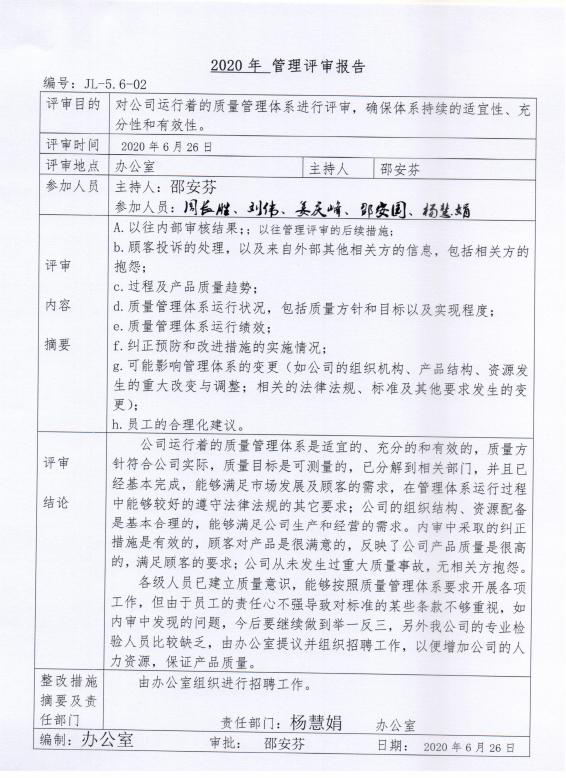 2020 年 管理评审报告
编号：JL-5.6-02
评审目的 对公司运行着的质量管理体系进行评审，确保体系持续的适宜性、充
分性和有效性。
评审时间 2020 年 6 月 26 日
评审地点 办公室 主持人 邵安芬
参加人员 主持人：邵安芬
参加人员：周长胜、刘伟、姜庆峰、邵安国、杨慧娟
评审
内容
摘要
A.以往内部审核结果；；以往管理评审的后续措施；
b.顾客投诉的处理，以及来自外部其他相关方的信息，包括相关方的
抱怨；
c.过程及产品质量趋势；
d.质量管理体系运行状况，包括质量方针和目标以及实现程度；
e.质量管理体系运行绩效；
f.纠正预防和改进措施的实施情况；
g.可能影响管理体系的变更（如公司的组织机构、产品结构、资源发
生的重大改变与调整；相关的法律法规、标准及其他要求发生的变
更）；
h.员工的合理化建议。
评审
结论
公司运行着的质量管理体系是适宜的、充分的和有效的，质量方
针符合公司实际，质量目标是可测量的，已分解到相关部门，并且已
经基本完成，能够满足市场发展及顾客的需求，在管理体系运行过程
中能够较好的遵守法律法规的其它要求；公司的组织结构、资源配备
是基本合理的，能够满足公司生产和经营的需求。内审中采取的纠正
措施是有效的，顾客对产品是很满意的，反映了公司产品质量是很高
的，满足顾客的要求；公司从未发生过重大质量事故，无相关方抱怨。
各级人员已建立质量意识，能够按照质量管理体系要求开展各项
工作，但由于员工的责任心不强导致对标准的某些条款不够重视，如
内审中发现的问题，今后要继续做到举一反三，另外我公司的专业检
验人员比较缺乏，由办公室提议并组织招聘工作，以便增加公司的人
力资源，保证产品质量。
整改措施
摘要及责
任部门
由办公室组织进行招聘工作。
责任部门：杨慧娟 办公室
编制：办公室 审批： 邵安芬 日期： 2020 年 6 月 26 日